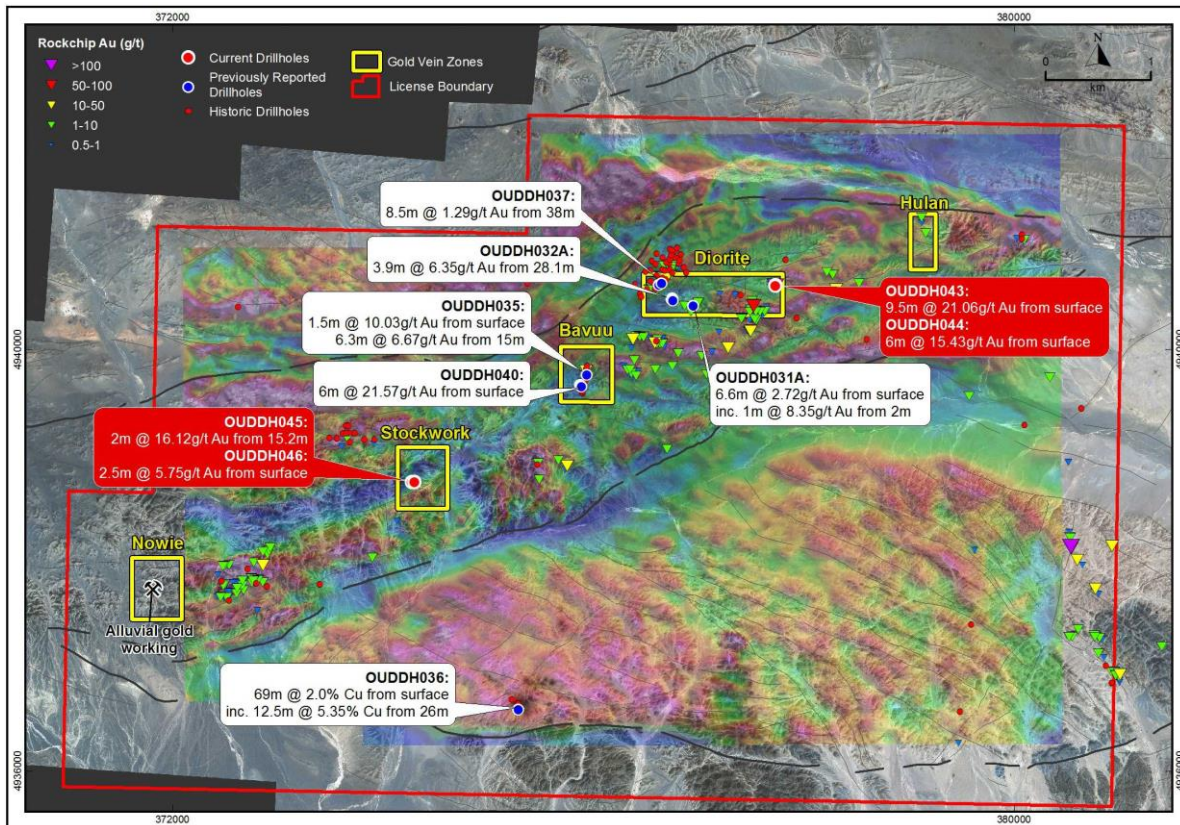 372000
380000
Rockchip Au (g/t)
>100
50-100
10-50
1-10
0.5-1
Current Drillholes
Previously Reported
Drillholes
Historic Drillholes
Gold Vein Zones
License Boundary
N
0 1
km
OUDDH037:
8.5m @ 1.29g/t Au from 38m
Hulan
OUDDH032A:
3.9m @ 6.35g/t Au from 28.1m
Diorite
OUDDH043:
9.5m @ 21.06g/t Au from surface
OUDDH044:
6m @ 15.43g/t Au from surface
OUDDH035:
1.5m @ 10.03g/t Au from surface
6.3m @ 6.67g/t Au from 15m
Bavuu
4940000
4940000
OUDDH040:
6m @ 21.57g/t Au from surface
OUDDH031A:
6.6m @ 2.72g/t Au from surface
inc. 1m @ 8.35g/t Au from 2m
OUDDH045:
2m @ 16.12g/t Au from 15.2m
OUDDH046:
2.5m @ 5.75g/t Au from surface
Stockwork
Nowie
Alluvial gold
working
OUDDH036:
69m @ 2.0% Cu from surface
inc. 12.5m @ 5.35% Cu from 26m
4936000
4936000
372000
380000